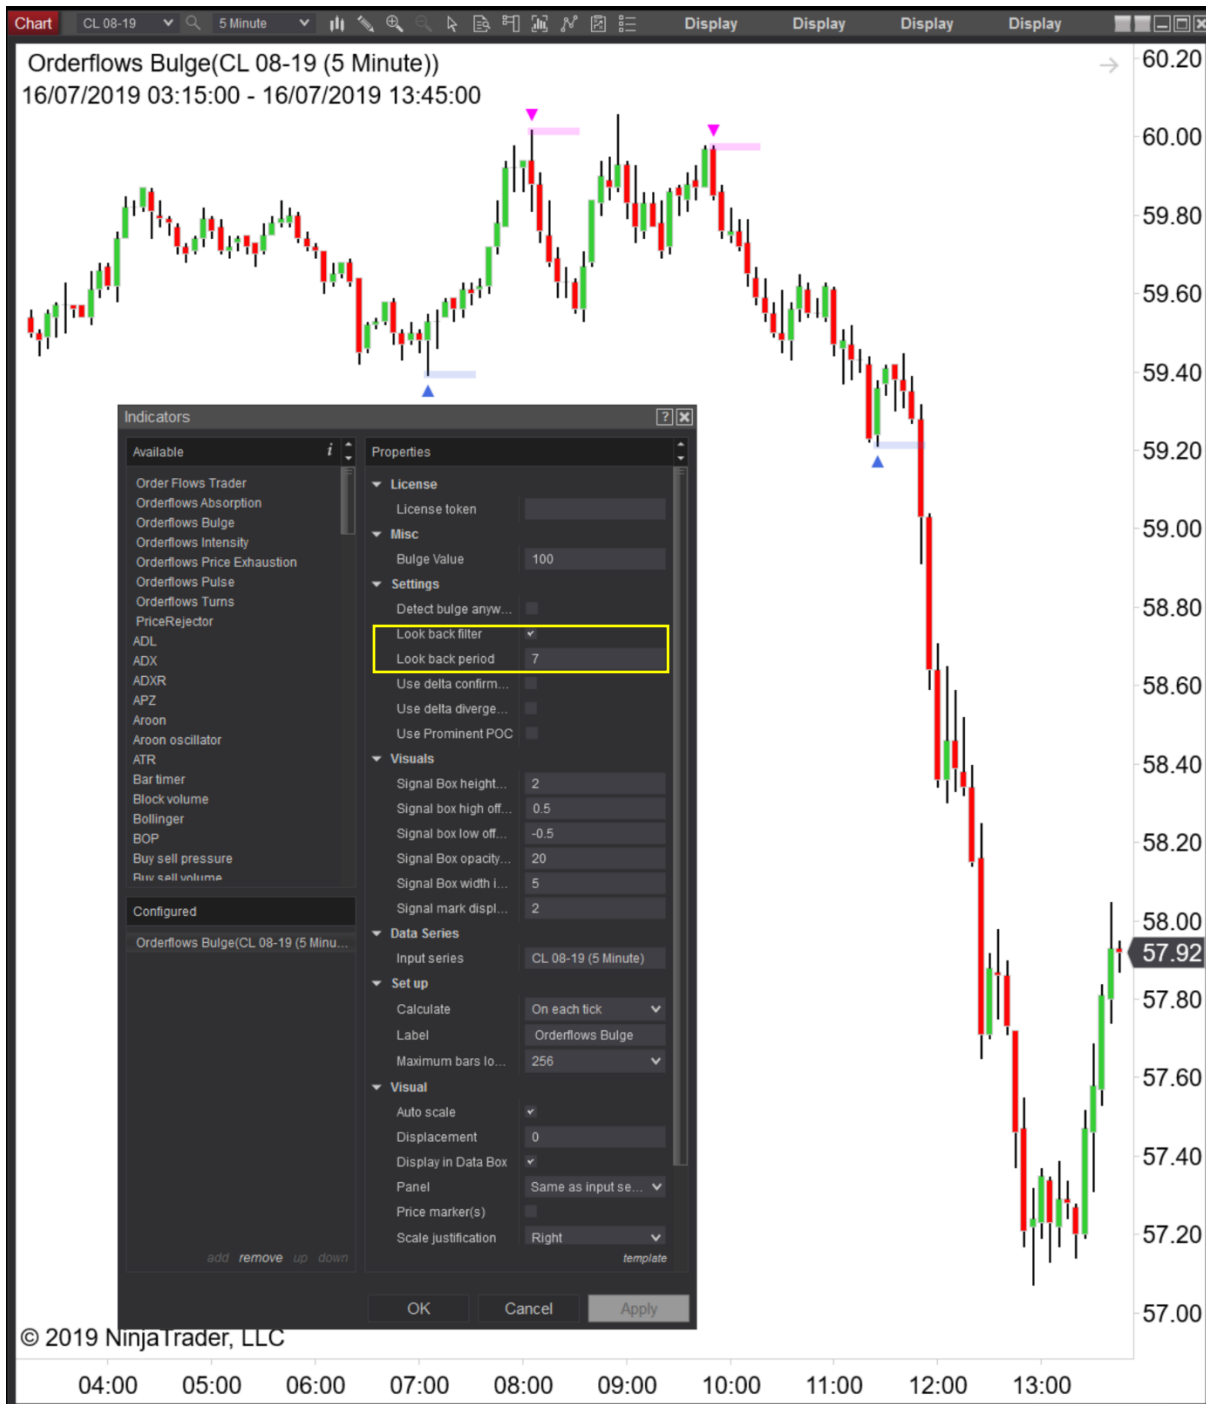 Chart CL 08-19 5 Minute Display Display Display Display
Orderflows Bulge(CL 08-19 (5 Minute))
16/07/2019 03:15:00 - 16/07/2019 13:45:00
60.20
60.00
59.80
59.60
59.40
59.20
59.00
58.80
58.60
58.40
58.20
58.00
57.92
57.80
57.60
57.40
57.20
57.00
Indicators ?
Available i
Order Flows Trader
Orderflows Absorption
Orderflows Bulge
Orderflows Intensity
Orderflows Price Exhaustion
Orderflows Pulse
Orderflows Turns
PriceRejector
ADL
ADX
ADXR
APZ
Aroon
Aroon oscillator
ATR
Bar timer
Block volume
Bollinger
BOP
Buy sell pressure
Buy sell volume
Configured
Orderflows Bulge(CL 08-19 (5 Minu...
add remove up down
Properties
License
License token
Misc
Bulge Value 100
Settings
Detect bulge anyw...
Look back filter
Look back period 7
Use delta confirm...
Use delta diverge...
Use Prominent POC
Visuals
Signal Box height... 2
Signal box high off... 0.5
Signal box low off... -0.5
Signal Box opacity... 20
Signal Box width i... 5
Signal mark displ... 2
Data Series
Input series CL 08-19 (5 Minute)
Set up
Calculate On each tick
Label Orderflows Bulge
Maximum bars lo... 256
Visual
Auto scale
Displacement 0
Display in Data Box
Panel Same as input se...
Price marker(s)
Scale justification Right
template
OK Cancel Apply
© 2019 NinjaTrader, LLC
04:00 05:00 06:00 07:00 08:00 09:00 10:00 11:00 12:00 13:00